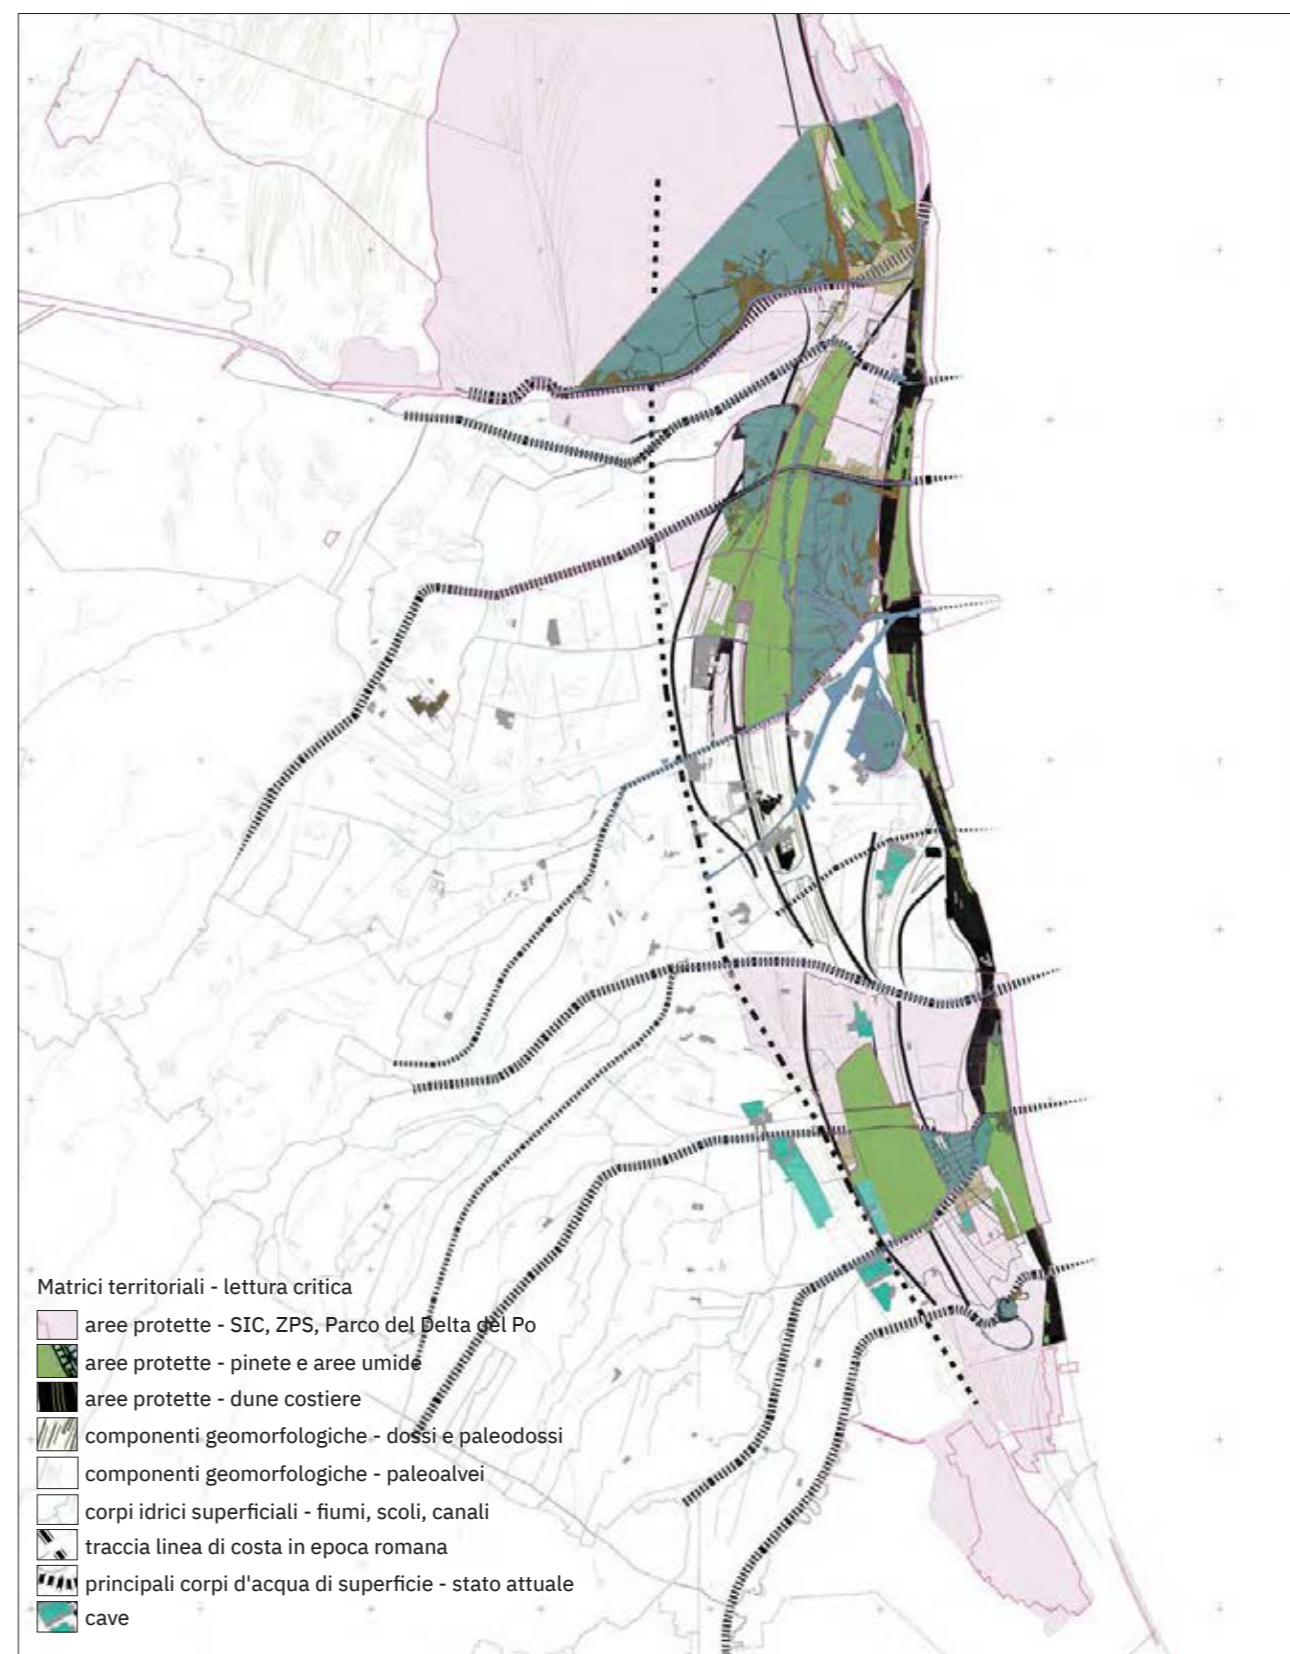 Matrici territoriali - lettura critica
aree protette - SIC, ZPS, Parco del Delta del Po
aree protette - pinete e aree umide
aree protette - dune costiere
componenti geomorfologiche - dossi e paleodossi
componenti geomorfologiche - paleoalvei
corpi idrici superficiali - fiumi, scoli, canali
traccia linea di costa in epoca romana
principali corpi d'acqua di superficie - stato attuale
cave